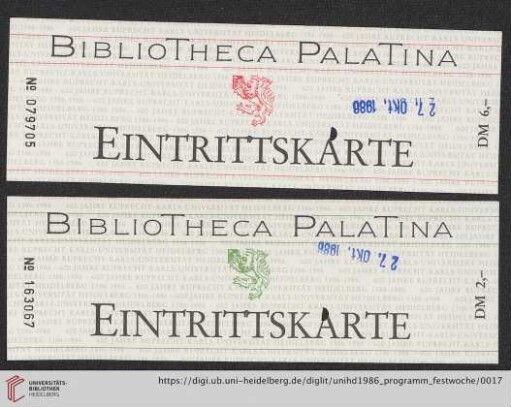 BIBLIOTHECA PALATINA
№ 079705
27. OKT. 1986
DM 6,–
EINTRITTSKARTE
BIBLIOTHECA PALATINA
№ 163067
27. OKT. 1986
DM 2,–
EINTRITTSKARTE
UNIVERSITÄTS-
BIBLIOTHEK
HEIDELBERG
https://digi.ub.uni-heidelberg.de/diglit/unihd1986_programm_festwoche/0017